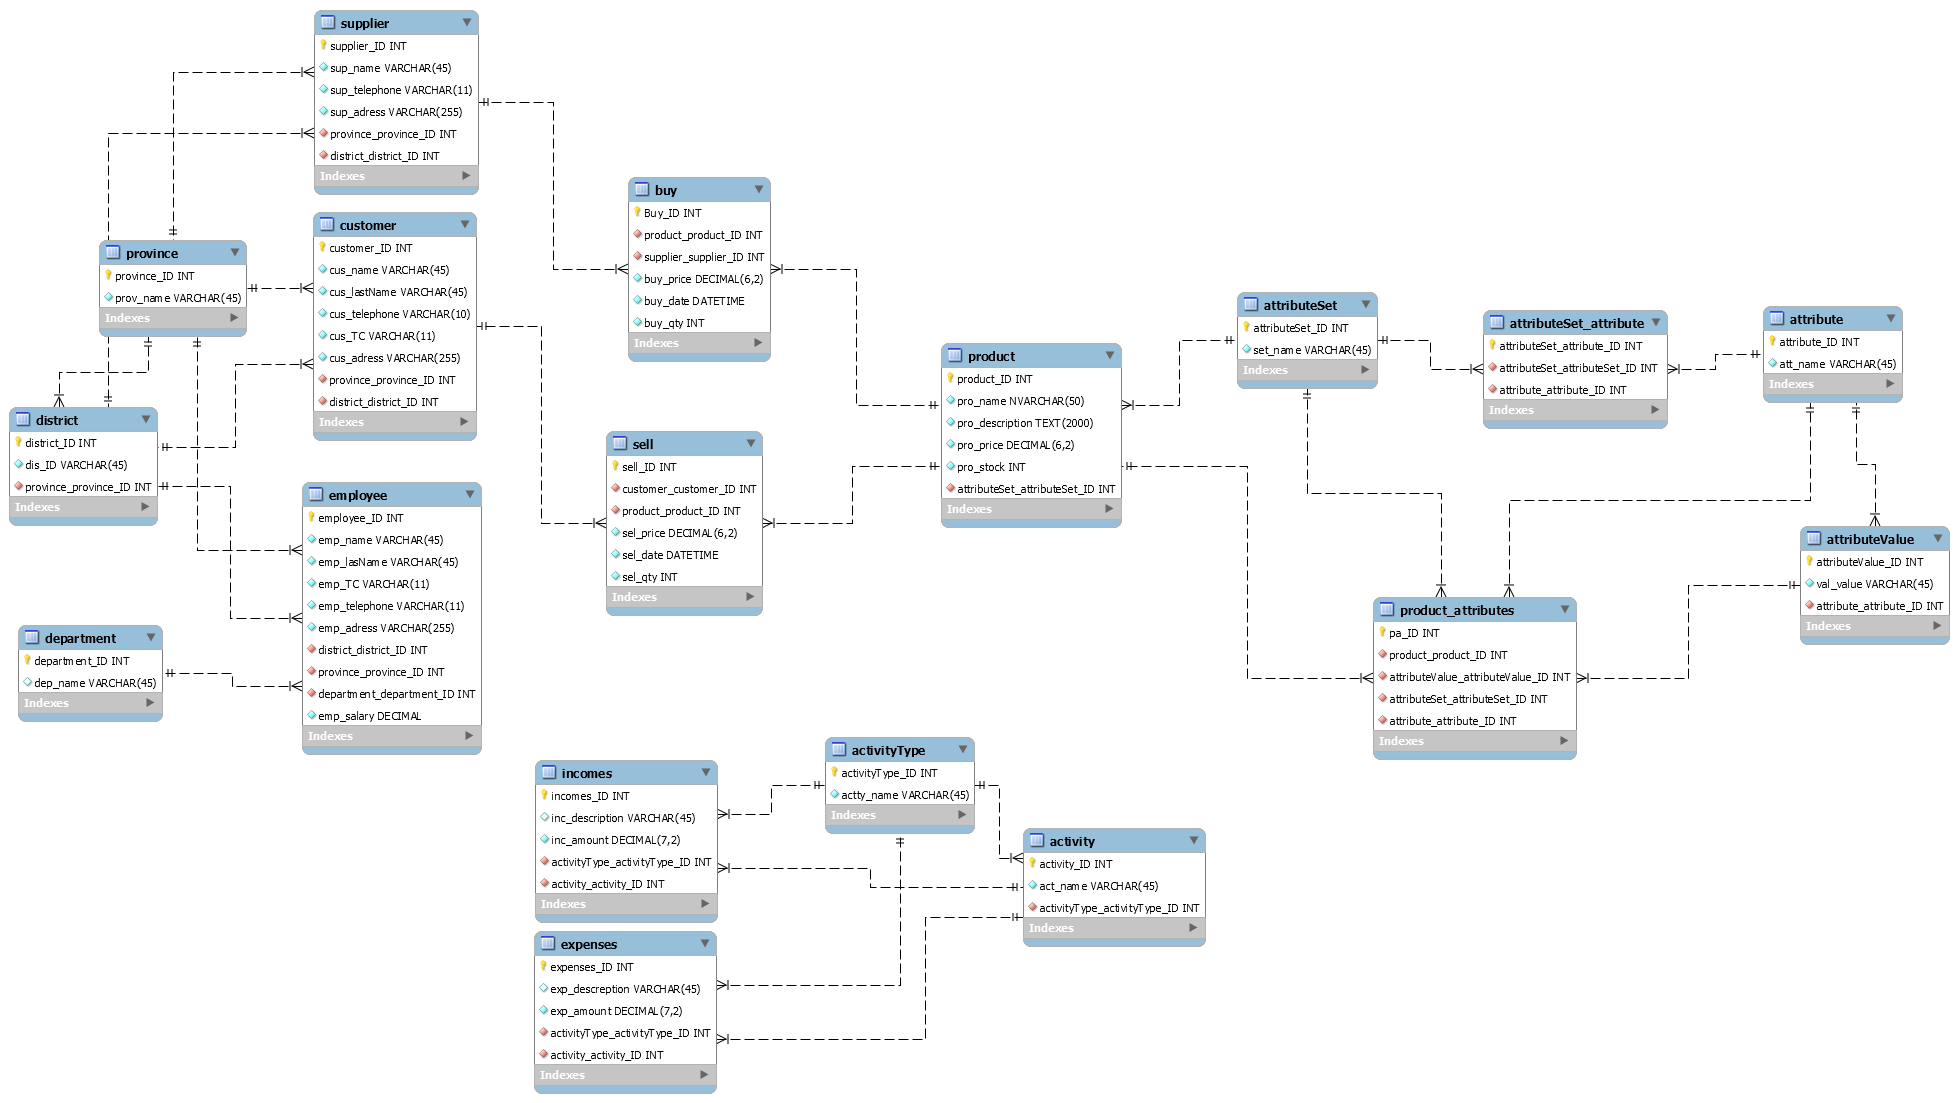 supplier
supplier_ID INT
sup_name VARCHAR(45)
sup_telephone VARCHAR(11)
sup_adress VARCHAR(255)
province_province_ID INT
district_district_ID INT
Indexes
customer
customer_ID INT
cus_name VARCHAR(45)
cus_lastName VARCHAR(45)
cus_telephone VARCHAR(10)
cus_TC VARCHAR(11)
cus_adress VARCHAR(255)
province_province_ID INT
district_district_ID INT
Indexes
province
province_ID INT
prov_name VARCHAR(45)
Indexes
district
district_ID INT
dis_ID VARCHAR(45)
province_province_ID INT
Indexes
employee
employee_ID INT
emp_name VARCHAR(45)
emp_lasName VARCHAR(45)
emp_TC VARCHAR(11)
emp_telephone VARCHAR(11)
emp_adress VARCHAR(255)
district_district_ID INT
province_province_ID INT
department_department_ID INT
emp_salary DECIMAL
Indexes
department
department_ID INT
dep_name VARCHAR(45)
Indexes
buy
Buy_ID INT
product_product_ID INT
supplier_supplier_ID INT
buy_price DECIMAL(6,2)
buy_date DATETIME
buy_qty INT
Indexes
sell
sell_ID INT
customer_customer_ID INT
product_product_ID INT
sel_price DECIMAL(6,2)
sel_date DATETIME
sel_qty INT
Indexes
product
product_ID INT
pro_name NVARCHAR(50)
pro_description TEXT(2000)
pro_price DECIMAL(6,2)
pro_stock INT
attributeSet_attributeSet_ID INT
Indexes
attributeSet
attributeSet_ID INT
set_name VARCHAR(45)
Indexes
attributeSet_attribute
attributeSet_attribute_ID INT
attributeSet_attributeSet_ID INT
attribute_attribute_ID INT
Indexes
attribute
attribute_ID INT
att_name VARCHAR(45)
Indexes
attributeValue
attributeValue_ID INT
val_value VARCHAR(45)
attribute_attribute_ID INT
Indexes
product_attributes
pa_ID INT
product_product_ID INT
attributeValue_attributeValue_ID INT
attributeSet_attributeSet_ID INT
attribute_attribute_ID INT
Indexes
incomes
incomes_ID INT
inc_description VARCHAR(45)
inc_amount DECIMAL(7,2)
activityType_activityType_ID INT
activity_activity_ID INT
Indexes
activityType
activityType_ID INT
actty_name VARCHAR(45)
Indexes
activity
activity_ID INT
act_name VARCHAR(45)
activityType_activityType_ID INT
Indexes
expenses
expenses_ID INT
exp_descreption VARCHAR(45)
exp_amount DECIMAL(7,2)
activityType_activityType_ID INT
activity_activity_ID INT
Indexes